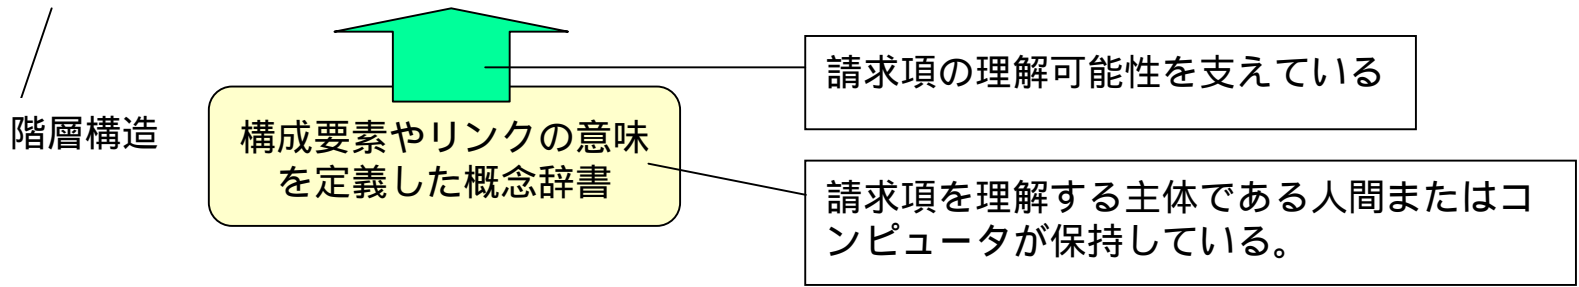 請求項の理解可能性を支えている
階層構造
構成要素やリンクの意味
を定義した概念辞書
請求項を理解する主体である人間またはコ
ンピュータが保持している。